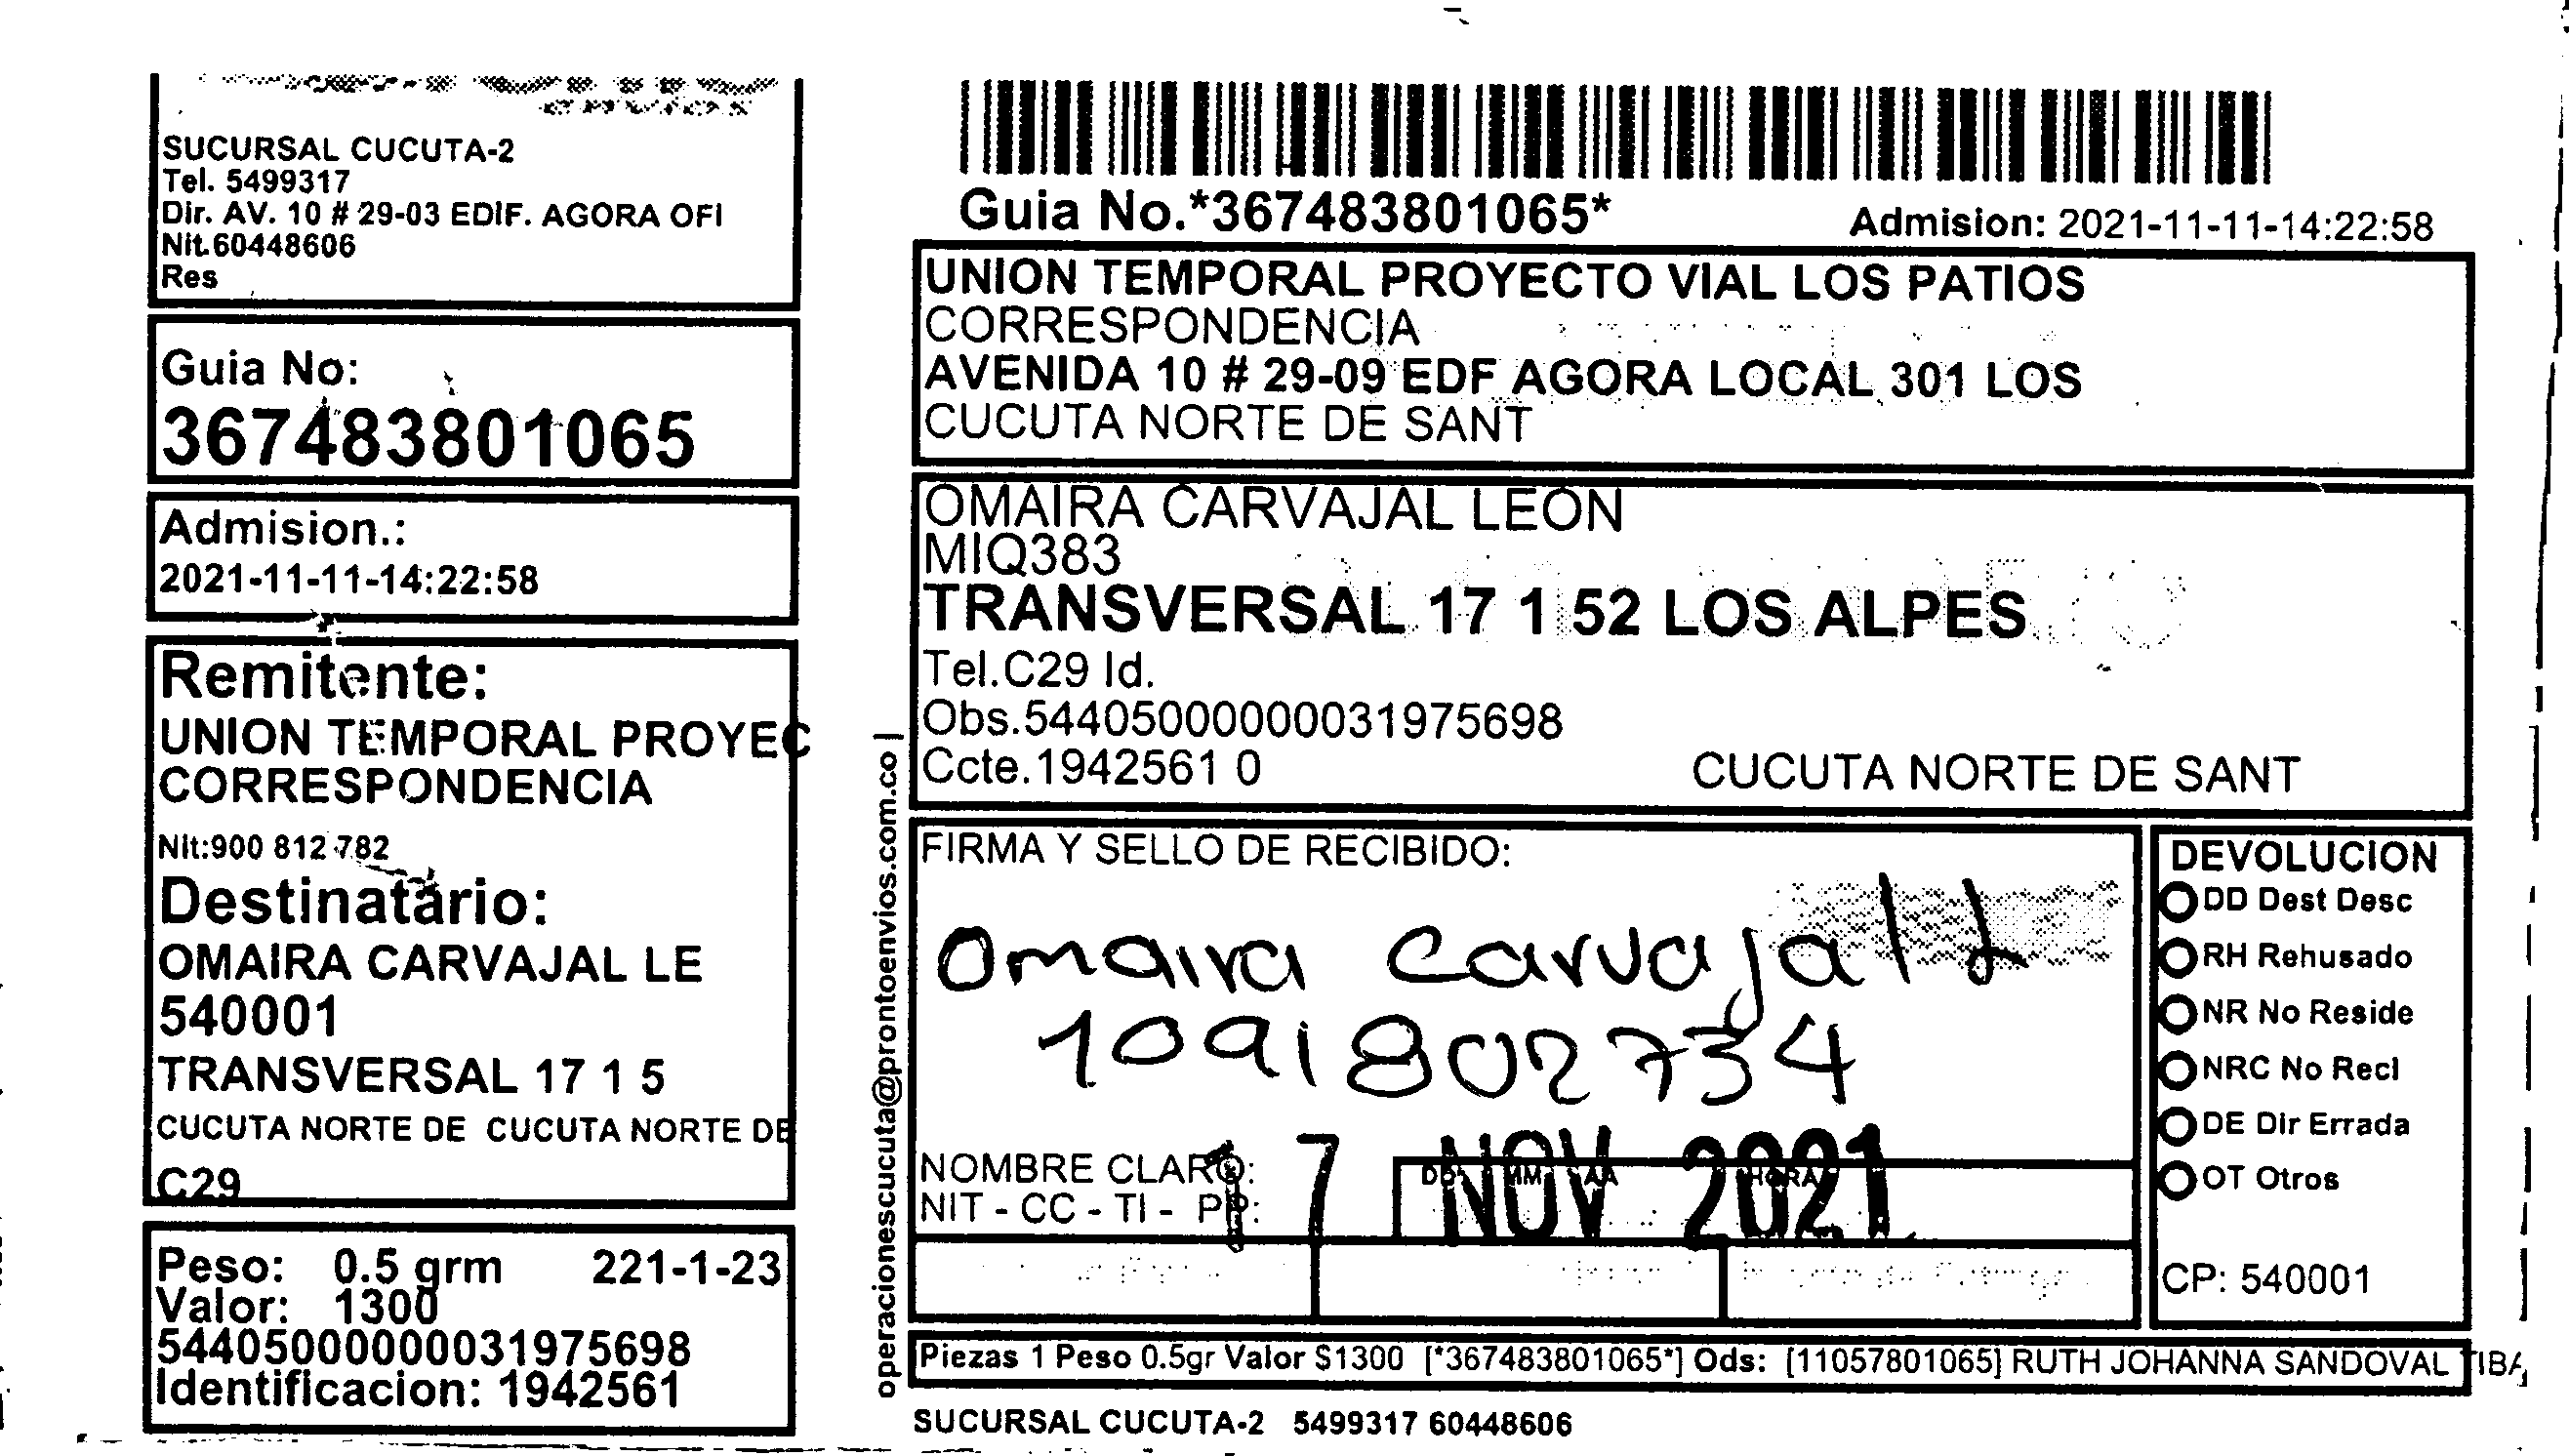 SUCURSAL CUCUTA-2
Tel. 5499317
Dir. AV. 10 # 29-03 EDIF. AGORA OFI
Nit.60448606
Res
Guia No:
367483801065
Admision.:
2021-11-11-14:22:58
Remitente:
UNION TEMPORAL PROYEC
CORRESPONDENCIA
Nit:900 812 782
Destinatario:
OMAIRA CARVAJAL LE
540001
TRANSVERSAL 17 1 5
CUCUTA NORTE DE CUCUTA NORTE DE
C29
Peso: 0.5 grm 221-1-23
Valor: 1300
544050000000031975698
Identificacion: 1942561
operacionescucuta@prontoenvios.com.co |
Guia No.*367483801065*
Admision: 2021-11-11-14:22:58
UNION TEMPORAL PROYECTO VIAL LOS PATIOS
CORRESPONDENCIA
AVENIDA 10 # 29-09 EDF AGORA LOCAL 301 LOS
CUCUTA NORTE DE SANT
OMAIRA CARVAJAL LEON
MIQ383
TRANSVERSAL 17 1 52 LOS ALPES
Tel.C29 Id.
Obs.544050000000031975698
Ccte.1942561 0 CUCUTA NORTE DE SANT
FIRMA Y SELLO DE RECIBIDO:
Omaira Carvajal
1091802734
NOMBRE CLARO:
NIT - CC - TI - PP:
17 NOV 2021
DD MM AA HORA
DEVOLUCION
DD Dest Desc
RH Rehusado
NR No Reside
NRC No Recl
DE Dir Errada
OT Otros
CP: 540001
Piezas 1 Peso 0.5gr Valor $1300 [*367483801065*] Ods: [11057801065] RUTH JOHANNA SANDOVAL TIBA
SUCURSAL CUCUTA-2 5499317 60448606